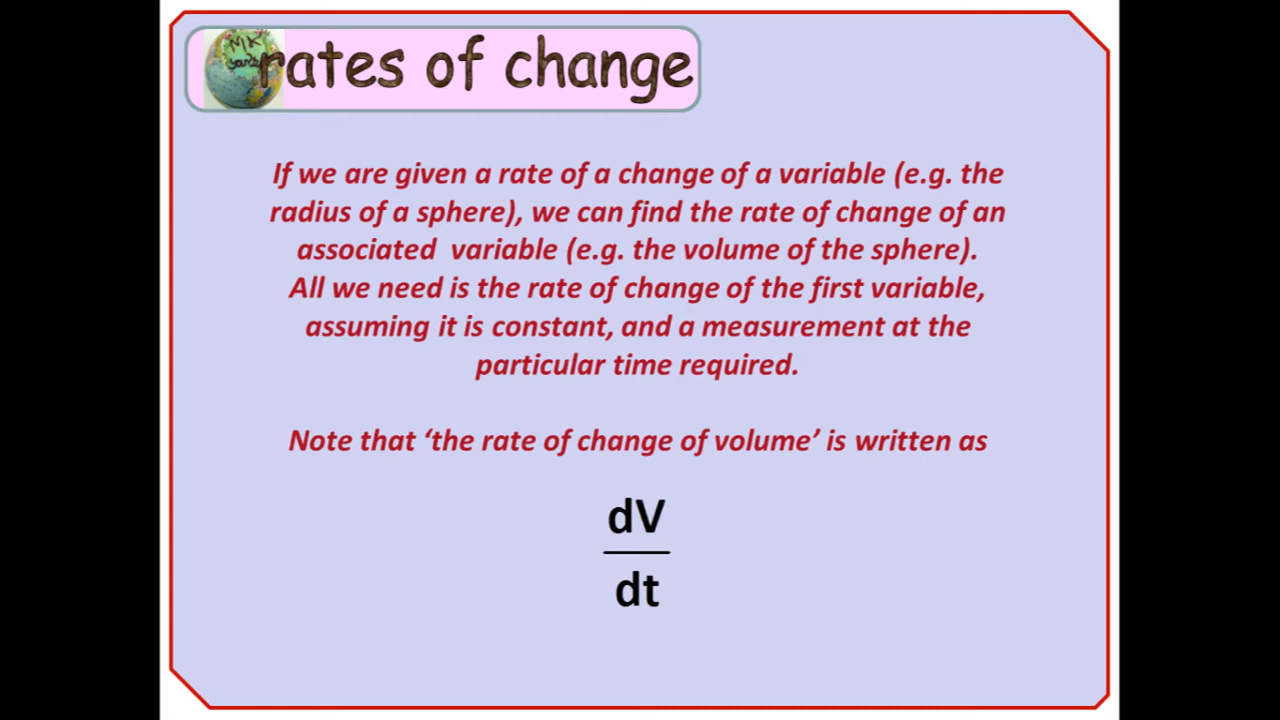 rates of change
If we are given a rate of a change of a variable (e.g. the
radius of a sphere), we can find the rate of change of an
associated  variable (e.g. the volume of the sphere).
All we need is the rate of change of the first variable,
assuming it is constant, and a measurement at the
particular time required.
Note that ‘the rate of change of volume’ is written as
dV
dt